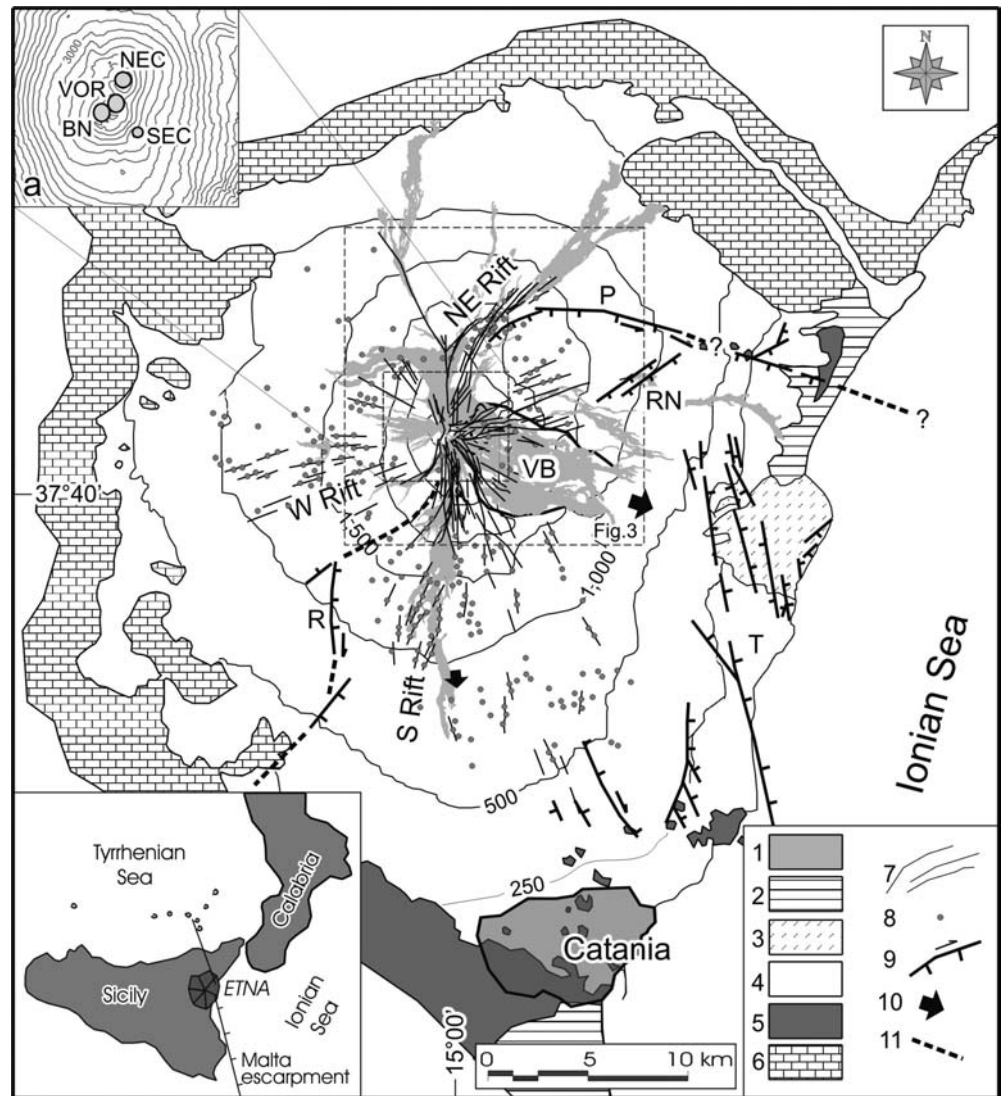 3000
NEC
VOR
BN
SEC
a
N
NE Rift
P
?
RN
?
VB
37°40'
W Rift
1,500
Fig.3
1,000
R
T
S Rift
Ionian Sea
500
250
Catania
15°00'
0 5 10 km
Tyrrhenian
Sea
Calabria
Sicily
ETNA
Ionian
Sea
Malta
escarpment
1
2
3
4
5
6
7
8
9
10
11